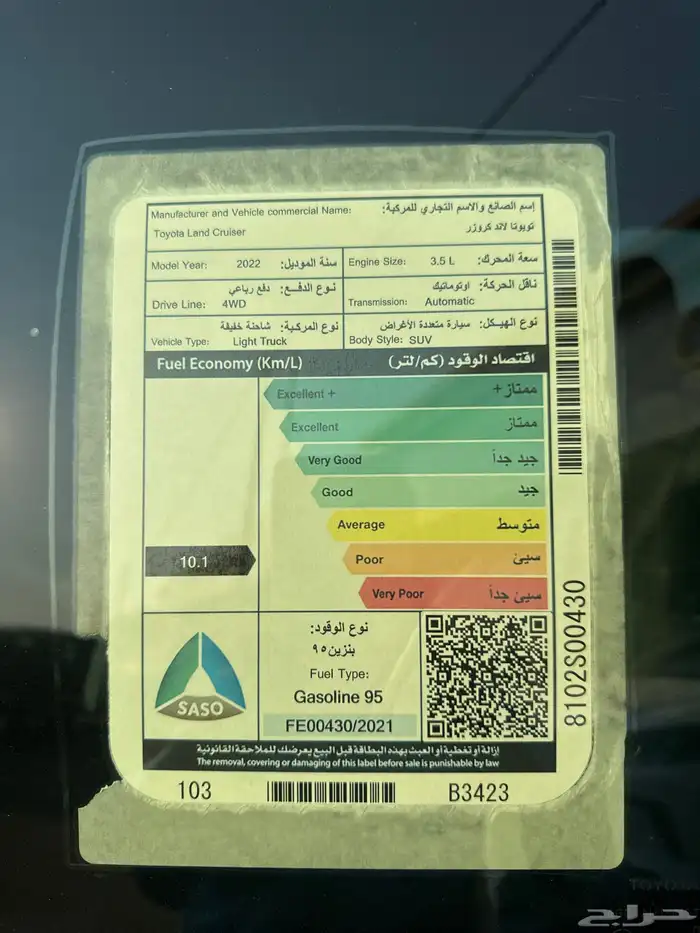 Manufacturer and Vehicle commercial Name: إسم الصانع والاسم التجاري للمركبة:
Toyota Land Cruiser تويوتا لاند كروزر
Model Year: 2022 سنة الموديل:
Engine Size: 3.5 L سعة المحرك:
نوع الدفع: دفع رباعي
Drive Line: 4WD
ناقل الحركة: اوتوماتيك
Transmission: Automatic
نوع المركبة: شاحنة خفيفة
Vehicle Type: Light Truck
نوع الهيكل: سيارة متعددة الأغراض
Body Style: SUV
Fuel Economy (Km/L) اقتصاد الوقود (كم/لتر)
Excellent + ممتاز +
Excellent ممتاز
Very Good جيد جداً
Good جيد
Average متوسط
10.1
Poor سيئ
Very Poor سيئ جداً
SASO
نوع الوقود:
بنزين ٩٥
Fuel Type:
Gasoline 95
FE00430/2021
8102S00430
إزالة أو تغطية أو العبث بهذه البطاقة قبل البيع يعرضك للملاحقة القانونية
The removal, covering or damaging of this label before sale is punishable by law
103 B3423
TOYOTA
حراج